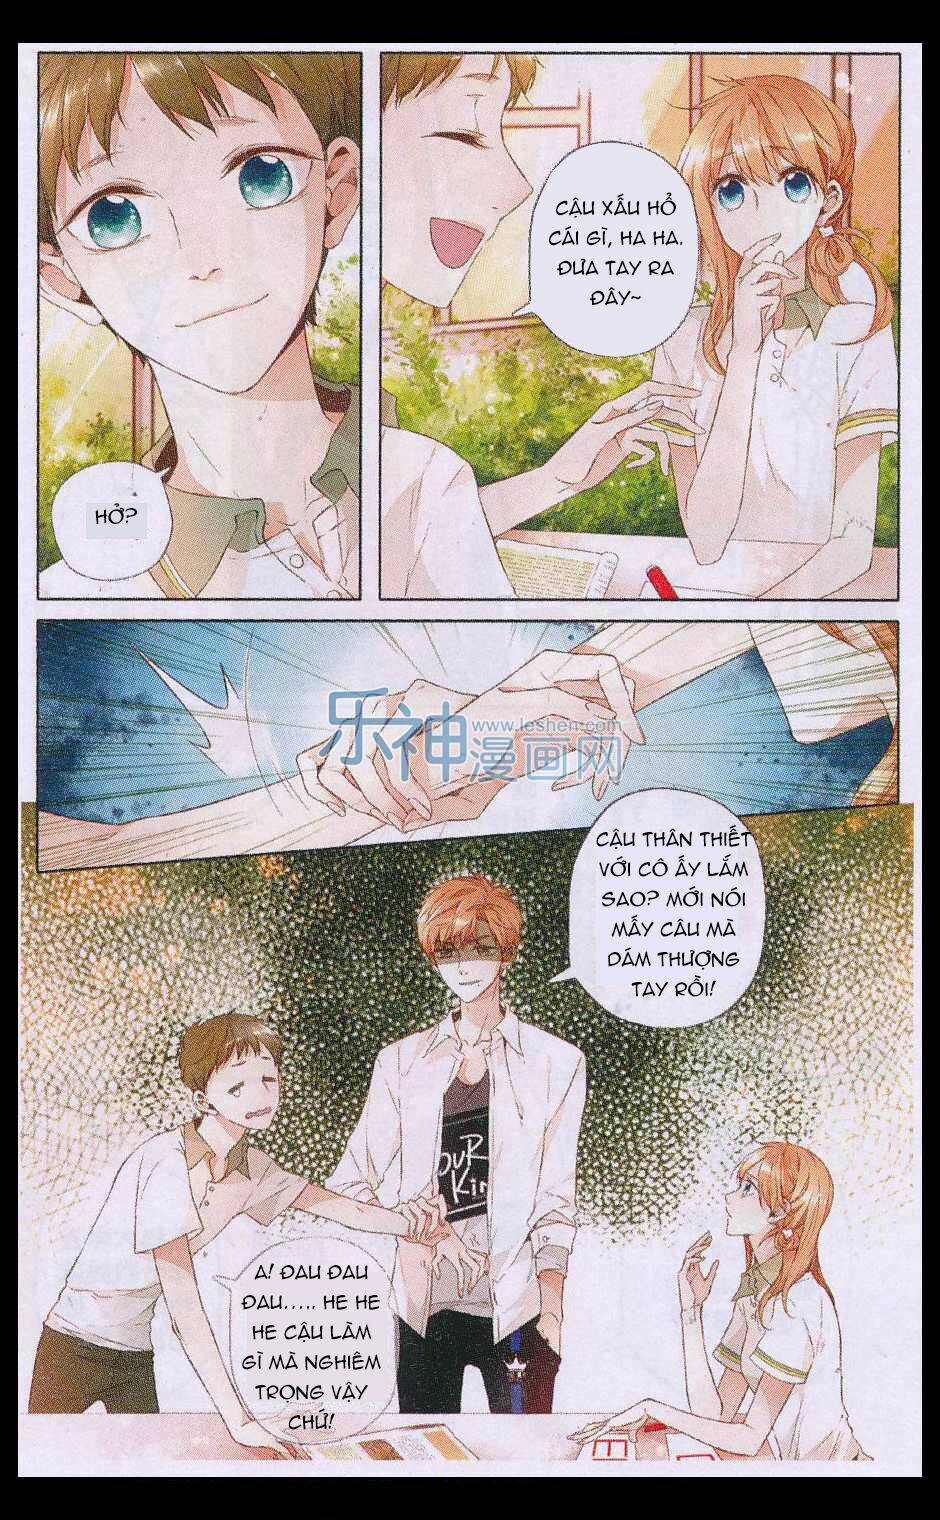 HỞ?
CẬU XẤU HỔ
CÁI GÌ, HA HA.
ĐƯA TAY RA
ĐÂY~
乐神漫画网
www.leshen.com
CẬU THÂN THIẾT
VỚI CÔ ẤY LẮM
SAO? MỚI NÓI
MẤY CÂU MÀ
DÁM THƯỢNG
TAY RỒI!
OUR
KIN
A! ĐAU ĐAU
ĐAU..... HE HE
HE CẬU LÀM
GÌ MÀ NGHIÊM
TRỌNG VẬY
CHỨ!